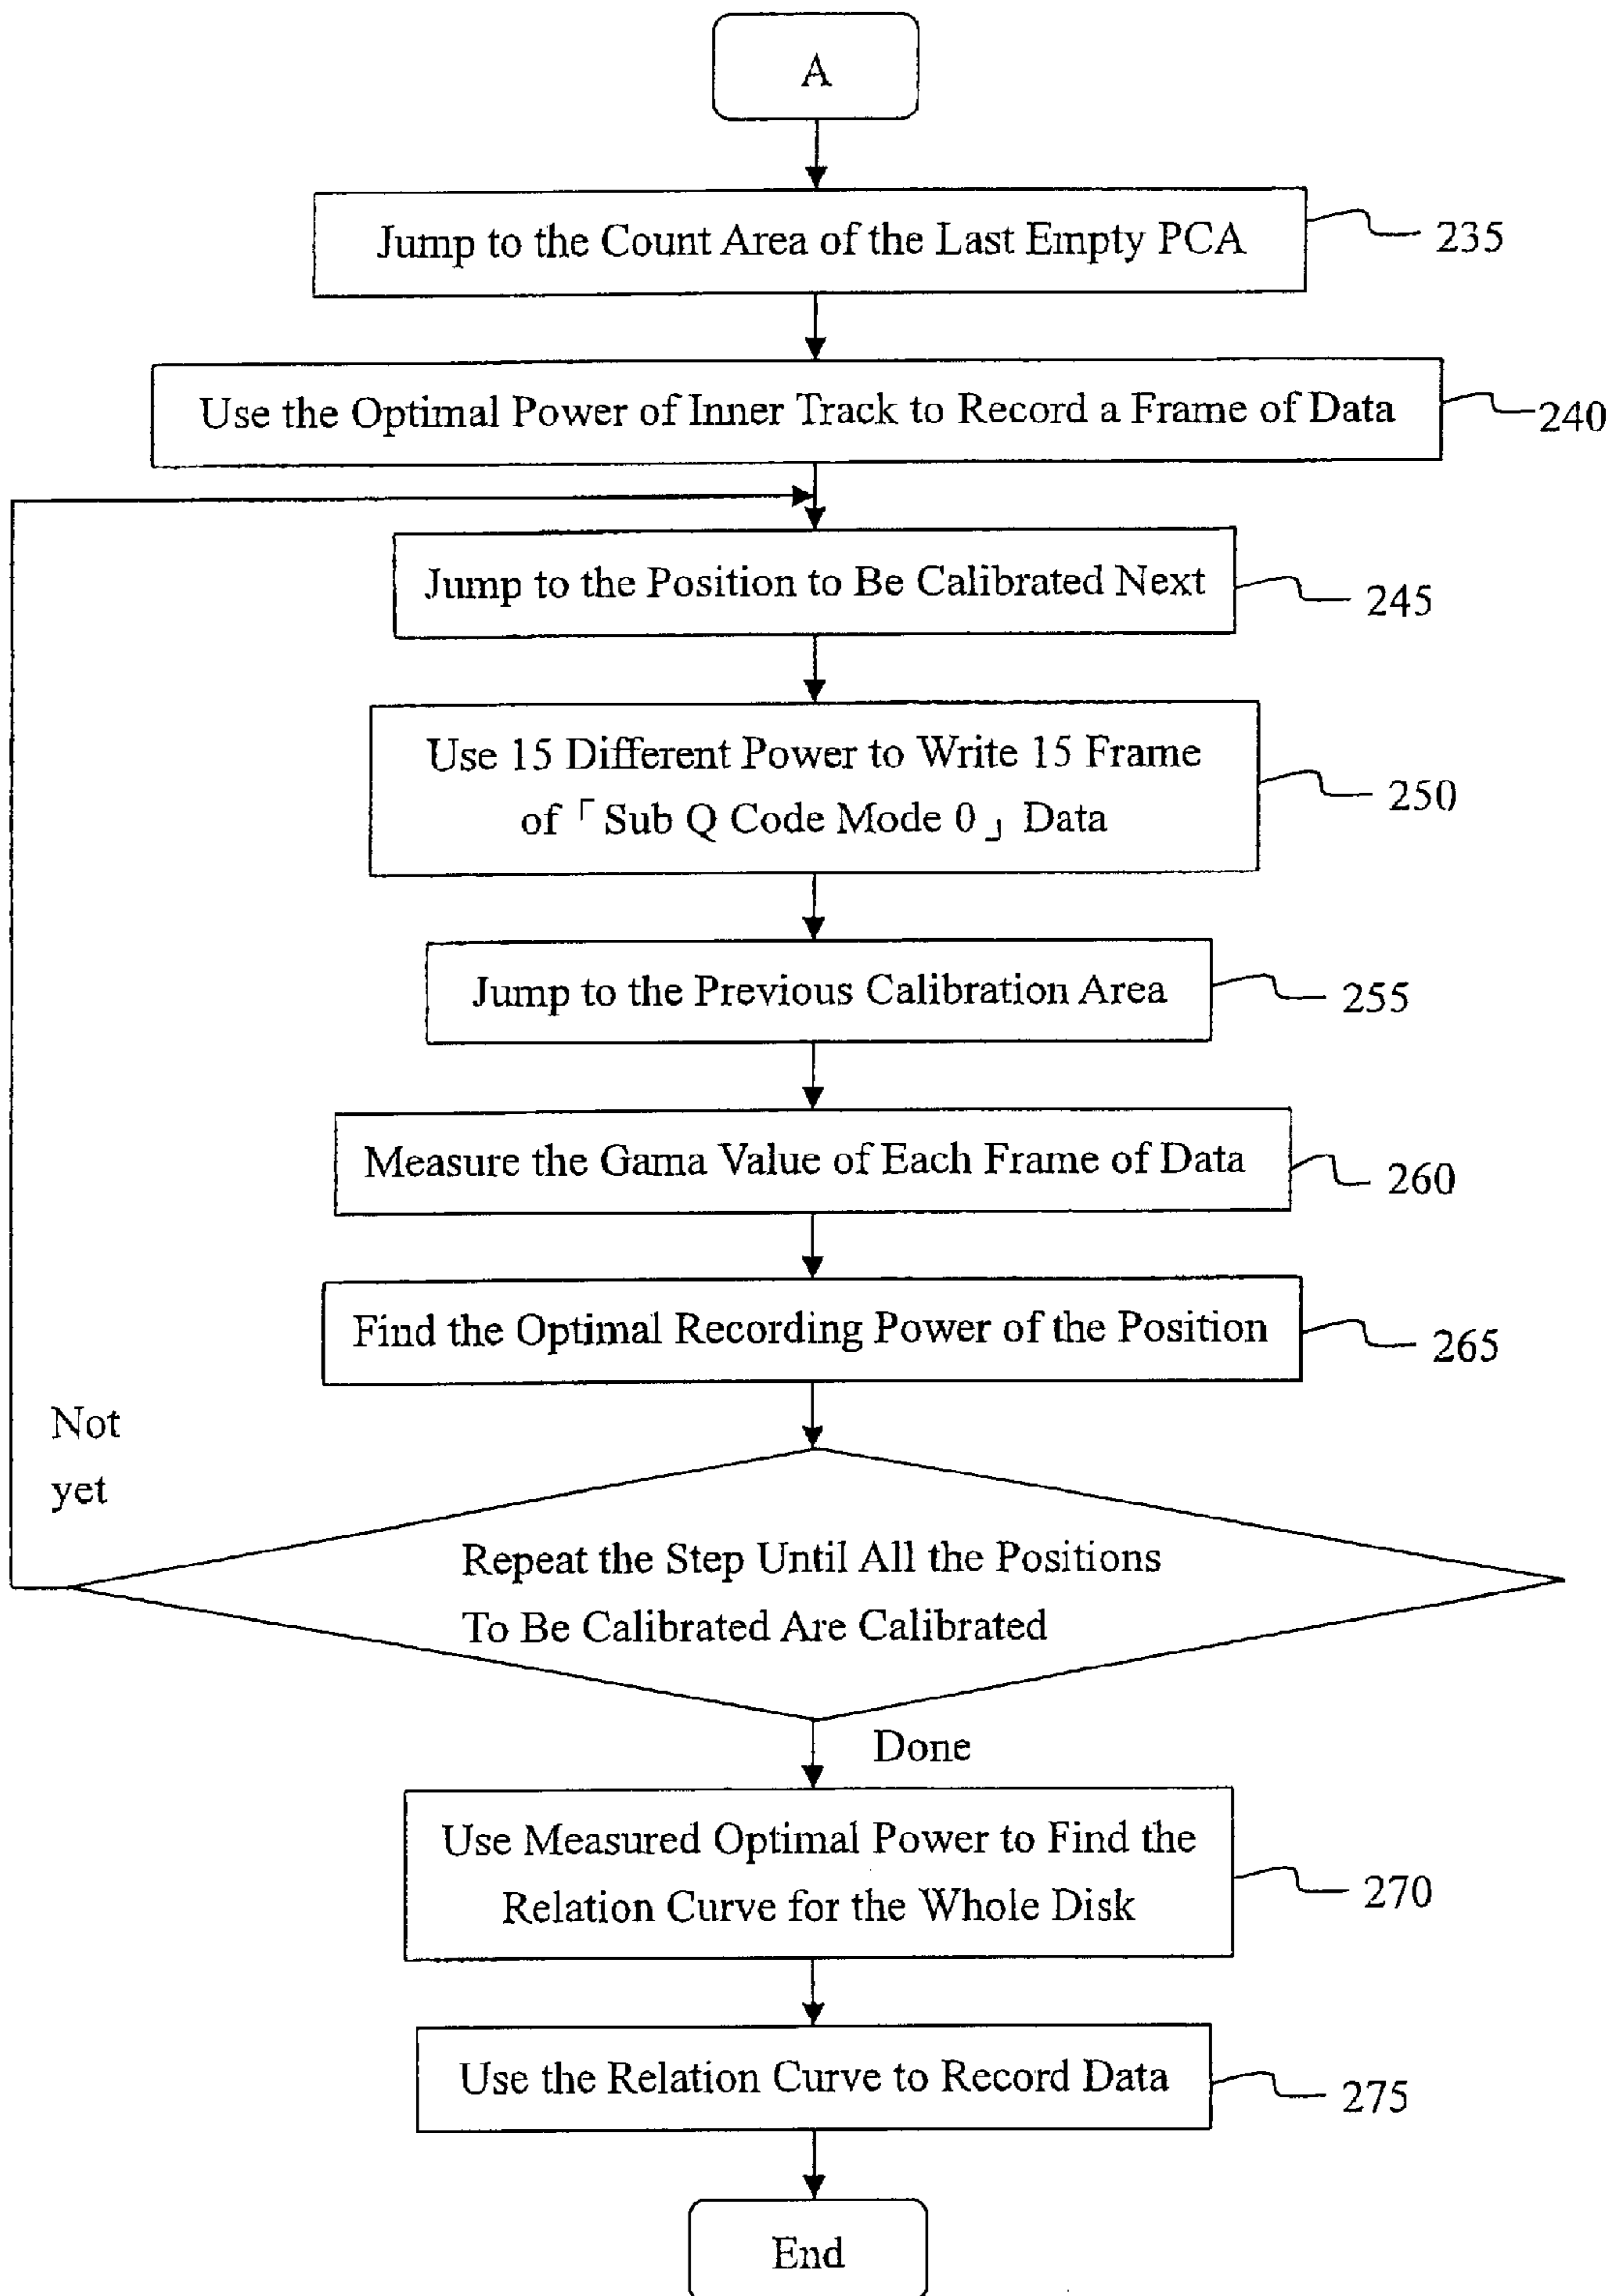 A
Jump to the Count Area of the Last Empty PCA
235
Use the Optimal Power of Inner Track to Record a Frame of Data
240
Jump to the Position to Be Calibrated Next
245
Use 15 Different Power to Write 15 Frame
of「Sub Q Code Mode 0」Data
250
Jump to the Previous Calibration Area
255
Measure the Gama Value of Each Frame of Data
260
Find the Optimal Recording Power of the Position
265
Not
yet
Repeat the Step Until All the Positions
To Be Calibrated Are Calibrated
Done
Use Measured Optimal Power to Find the
Relation Curve for the Whole Disk
270
Use the Relation Curve to Record Data
275
End